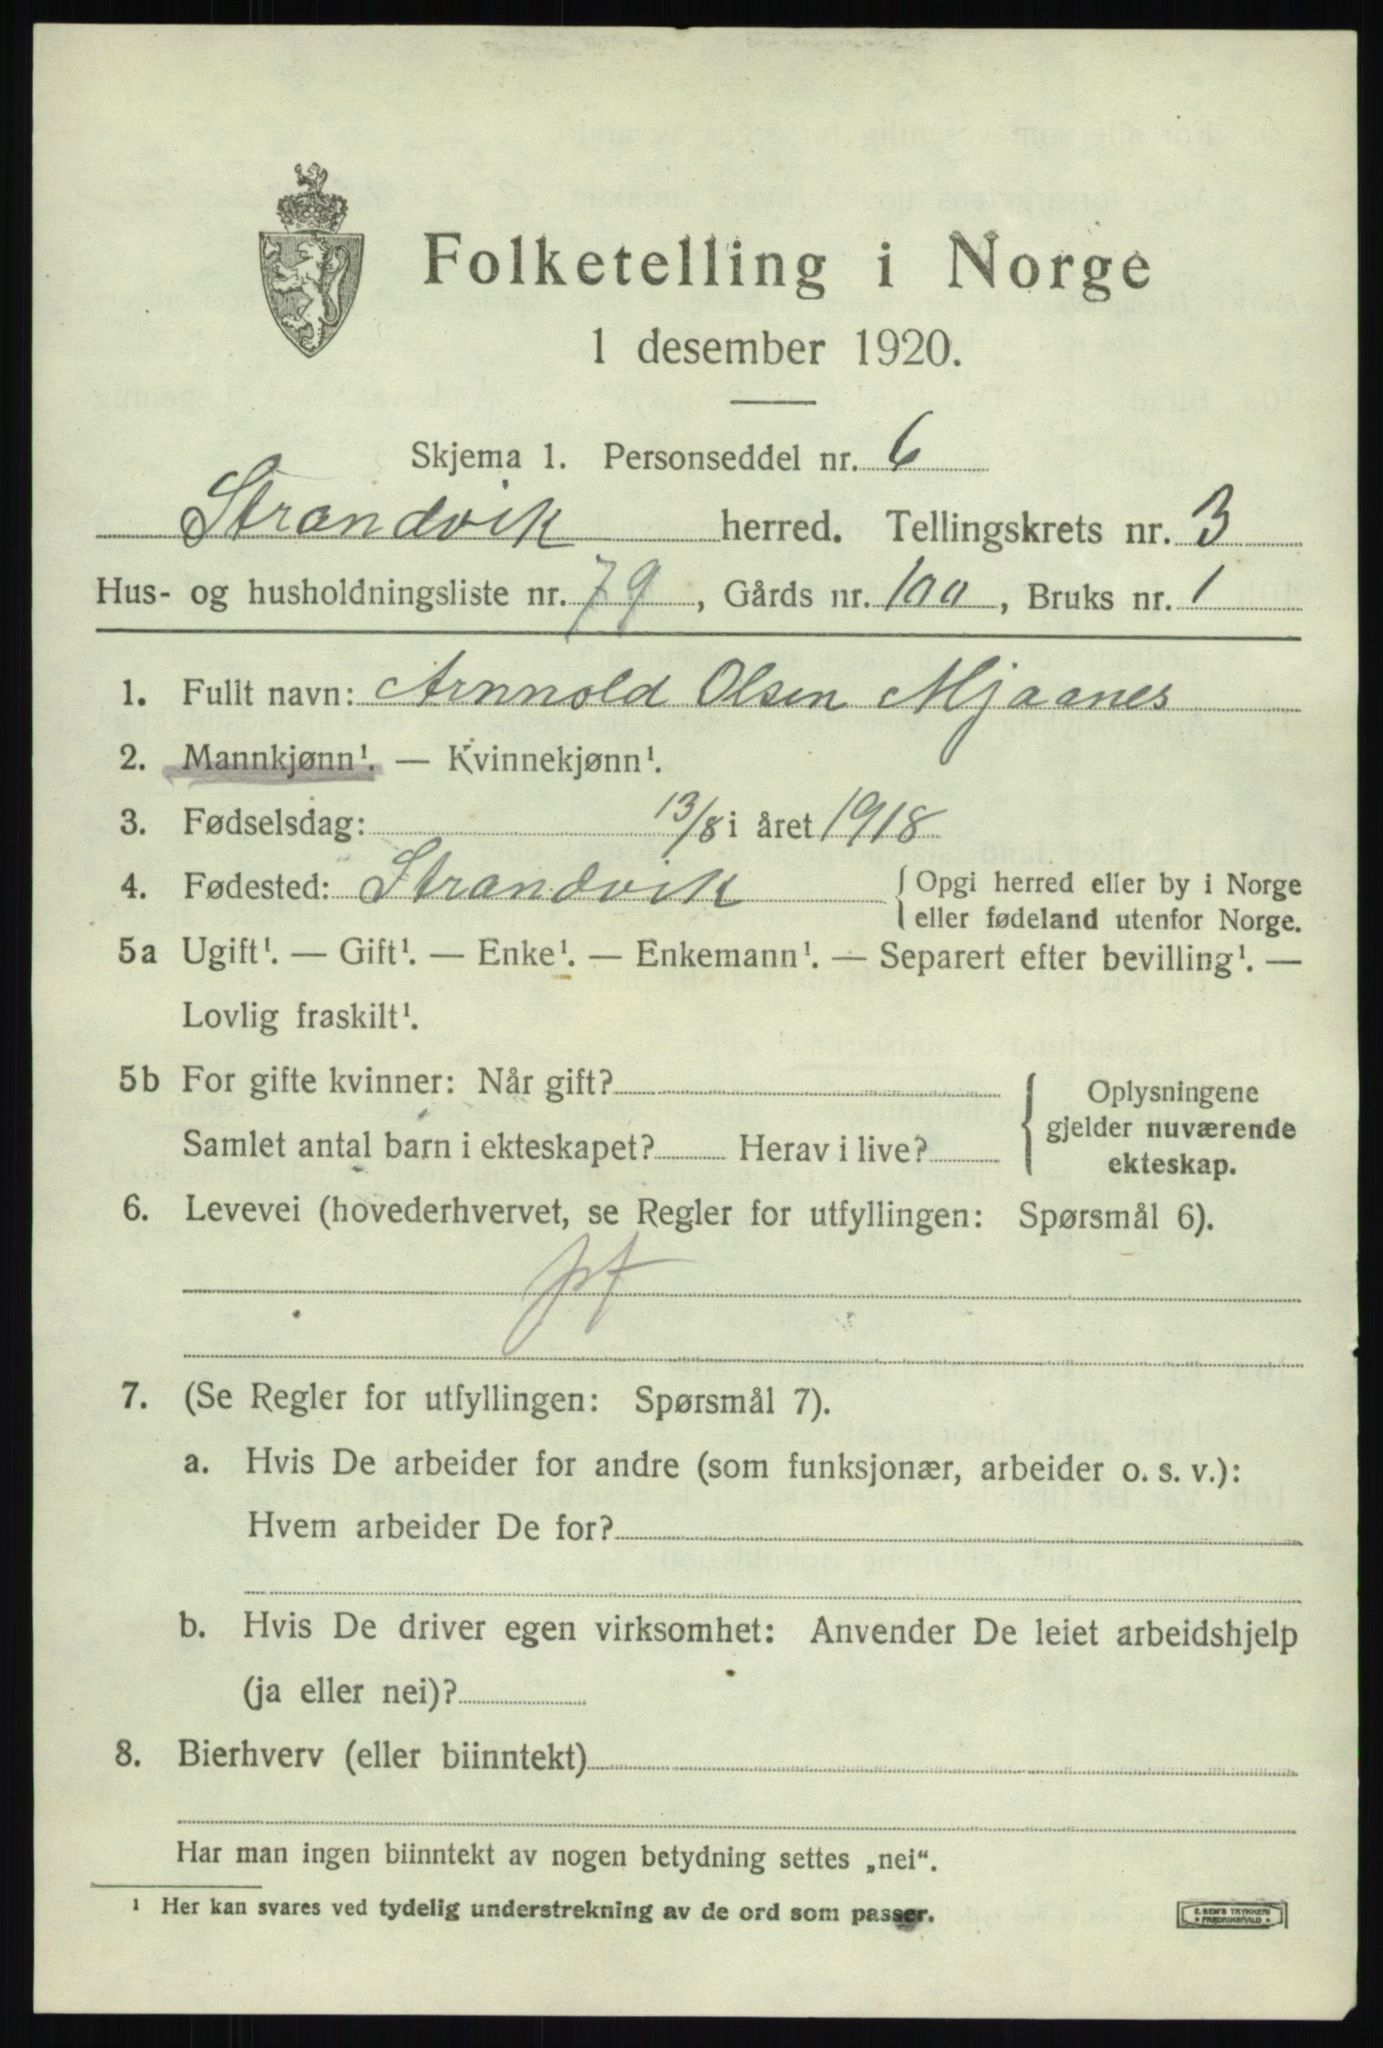 Folketelling i Norge
1 desember 1920.
Skjema 1. Personseddel nr. 6
Strandvik herred. Tellingskrets nr. 3
Hus- og husholdningsliste nr. 79, Gårds nr. 100, Bruks nr. 1
1. Fullt navn: Arnnold Olsen Mjaanes
2. Mannkjønn¹. — Kvinnekjønn¹.
3. Fødselsdag: 13/8 i året 1918
4. Fødested: Strandvik { Opgi herred eller by i Norge
eller fødeland utenfor Norge.
5a Ugift¹. — Gift¹. — Enke¹. — Enkemann¹. — Separert efter bevilling¹. —
Lovlig fraskilt¹.
5b For gifte kvinner: Når gift?
Samlet antal barn i ekteskapet? Herav i live?
{ Oplysningene
gjelder nuværende
ekteskap.
6. Levevei (hovederhvervet, se Regler for utfyllingen: Spørsmål 6).
7. (Se Regler for utfyllingen: Spørsmål 7).
a. Hvis De arbeider for andre (som funksjonær, arbeider o. s. v.):
Hvem arbeider De for?
b. Hvis De driver egen virksomhet: Anvender De leiet arbeidshjelp
(ja eller nei)?
8. Bierhverv (eller biinntekt)
Har man ingen biinntekt av nogen betydning settes „nei“.
¹ Her kan svares ved tydelig understrekning av de ord som passer.